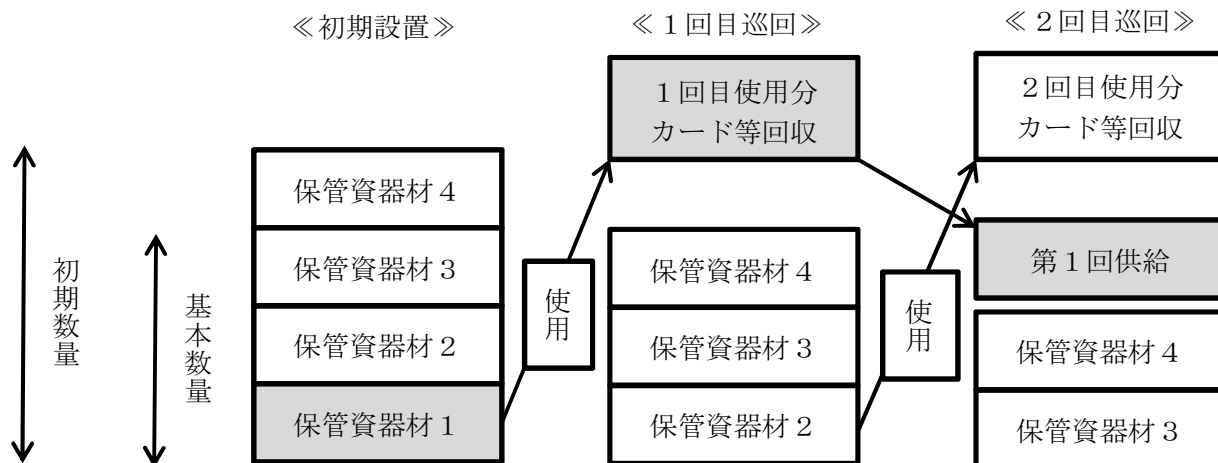 ≪初期設置≫
≪１回目巡回≫
≪２回目巡回≫
１回目使用分
カード等回収
２回目使用分
カード等回収
初期数量
基本数量
保管資器材４
保管資器材３
保管資器材２
保管資器材１
使用
保管資器材４
保管資器材３
保管資器材２
使用
第１回供給
保管資器材４
保管資器材３